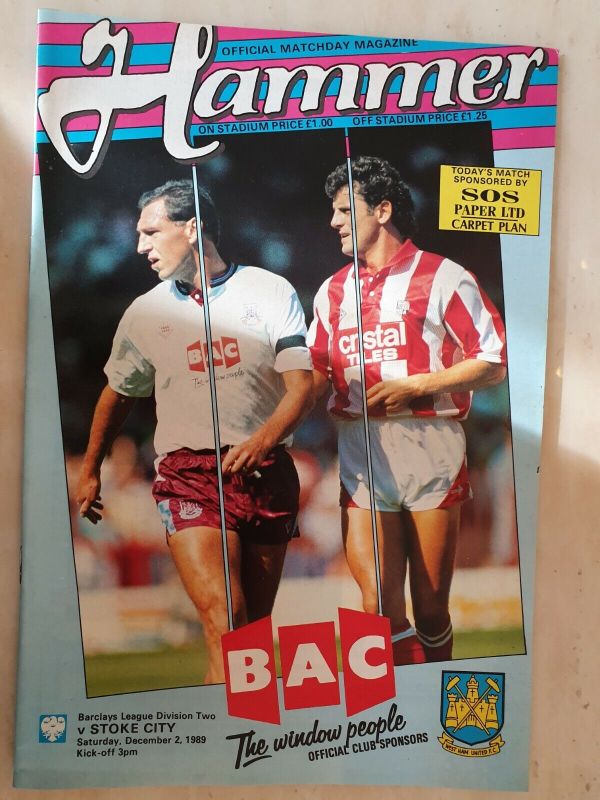 OFFICIAL MATCHDAY MAGAZINE
Hammer
ON STADIUM PRICE £1.00 OFF STADIUM PRICE £1.25
TODAY'S MATCH
SPONSORED BY
SOS
PAPER LTD
CARPET PLAN
BAC
The window people
cristal
TILES
BAC
The window people
OFFICIAL CLUB SPONSORS
Barclays League Division Two
v STOKE CITY
Saturday, December 2, 1989
Kick-off 3pm
WEST HAM UNITED F.C.